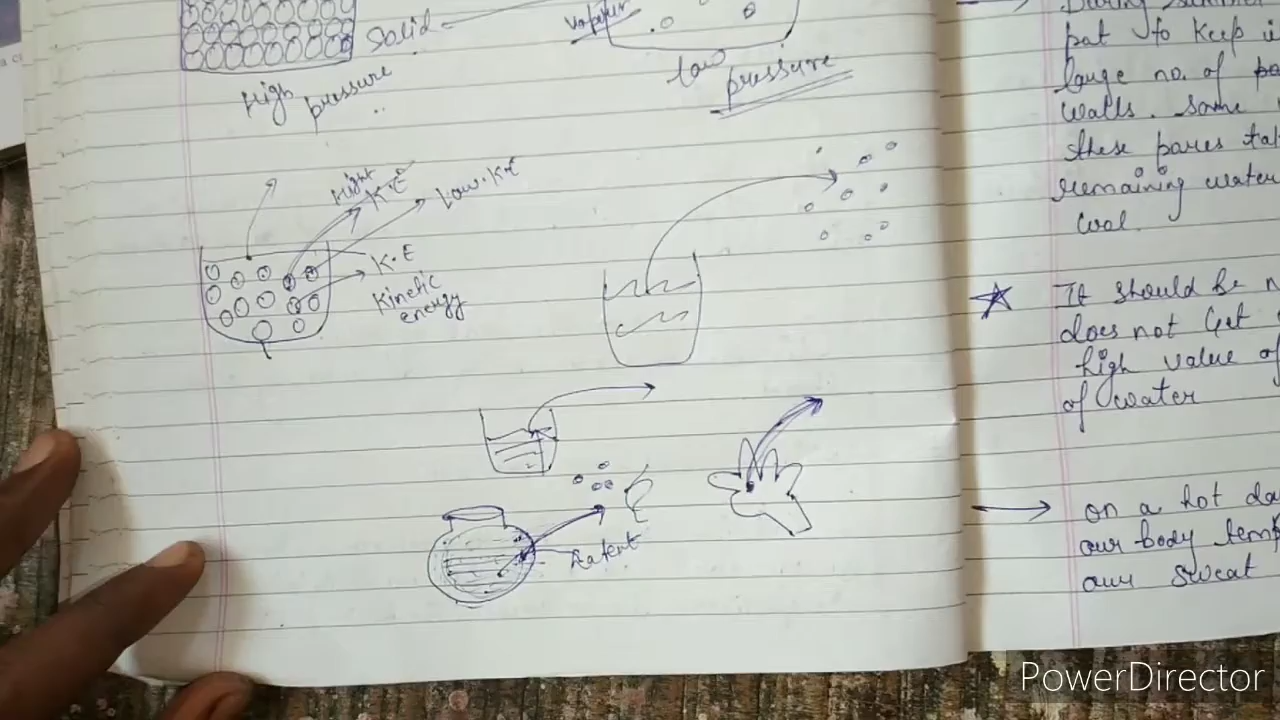 Solid
High
pressure
vapour
low
pressure
High
K.E
Low.K.E
K.E
Kinetic
energy
Latent
pat to keep
large no. of
walls. some
these pores
remaining water
cool.
It should be
does not get
high value of
of water
on a hot
our body temp
our sweat
PowerDirector